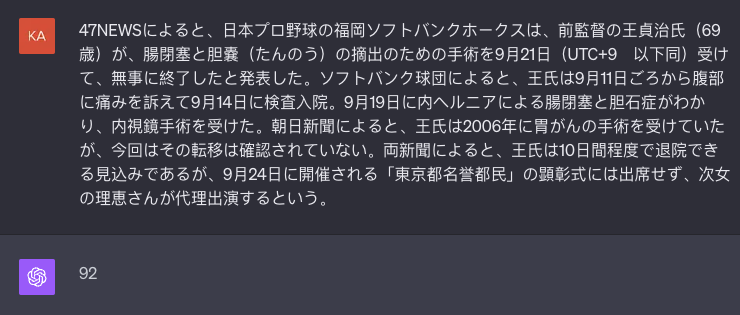 KA
47NEWSによると、日本プロ野球の福岡ソフトバンクホークスは、前監督の王貞治氏（69
歳）が、腸閉塞と胆嚢（たんのう）の摘出のための手術を9月21日（UTC+9　以下同）受け
て、無事に終了したと発表した。ソフトバンク球団によると、王氏は9月11日ごろから腹部
に痛みを訴えて9月14日に検査入院。9月19日に内ヘルニアによる腸閉塞と胆石症がわか
り、内視鏡手術を受けた。朝日新聞によると、王氏は2006年に胃がんの手術を受けていた
が、今回はその転移は確認されていない。両新聞によると、王氏は10日間程度で退院でき
る見込みであるが、9月24日に開催される「東京都名誉都民」の顕彰式には出席せず、次女
の理恵さんが代理出演するという。
92